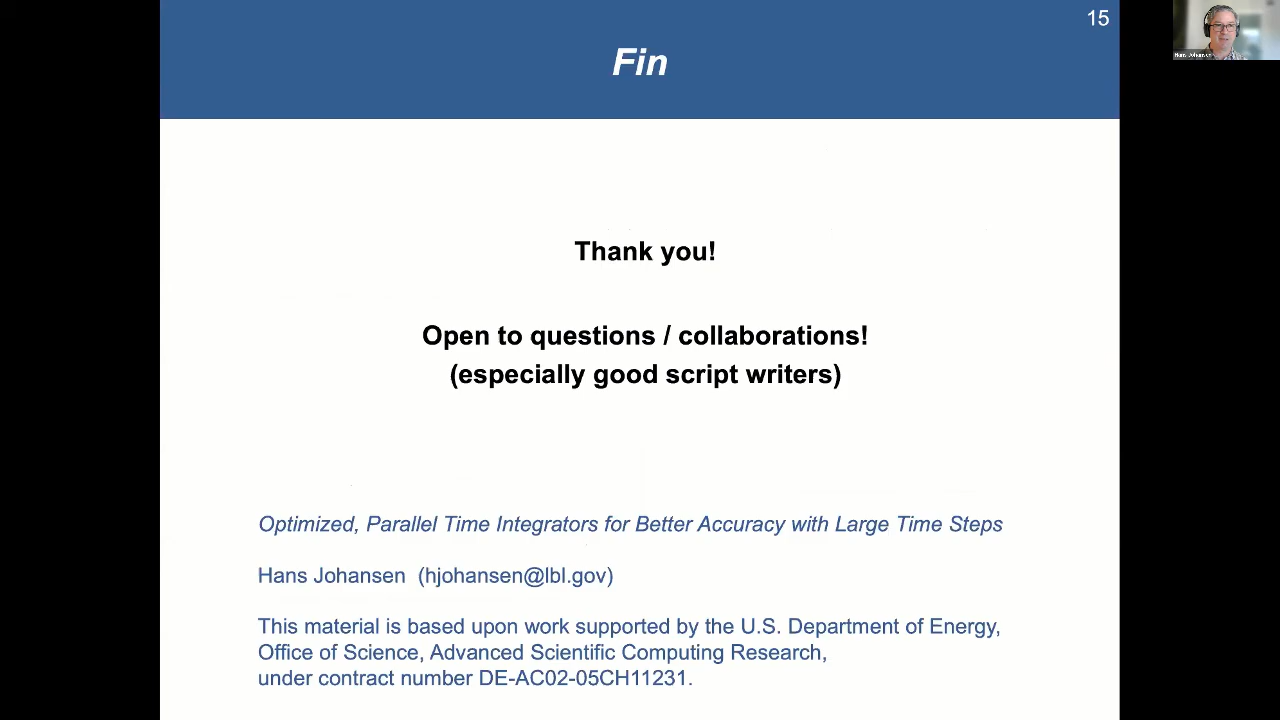 15
Fin
Hans Johansen
Thank you!
Open to questions / collaborations!
(especially good script writers)
Optimized, Parallel Time Integrators for Better Accuracy with Large Time Steps
Hans Johansen (hjohansen@lbl.gov)
This material is based upon work supported by the U.S. Department of Energy,
Office of Science, Advanced Scientific Computing Research,
under contract number DE-AC02-05CH11231.